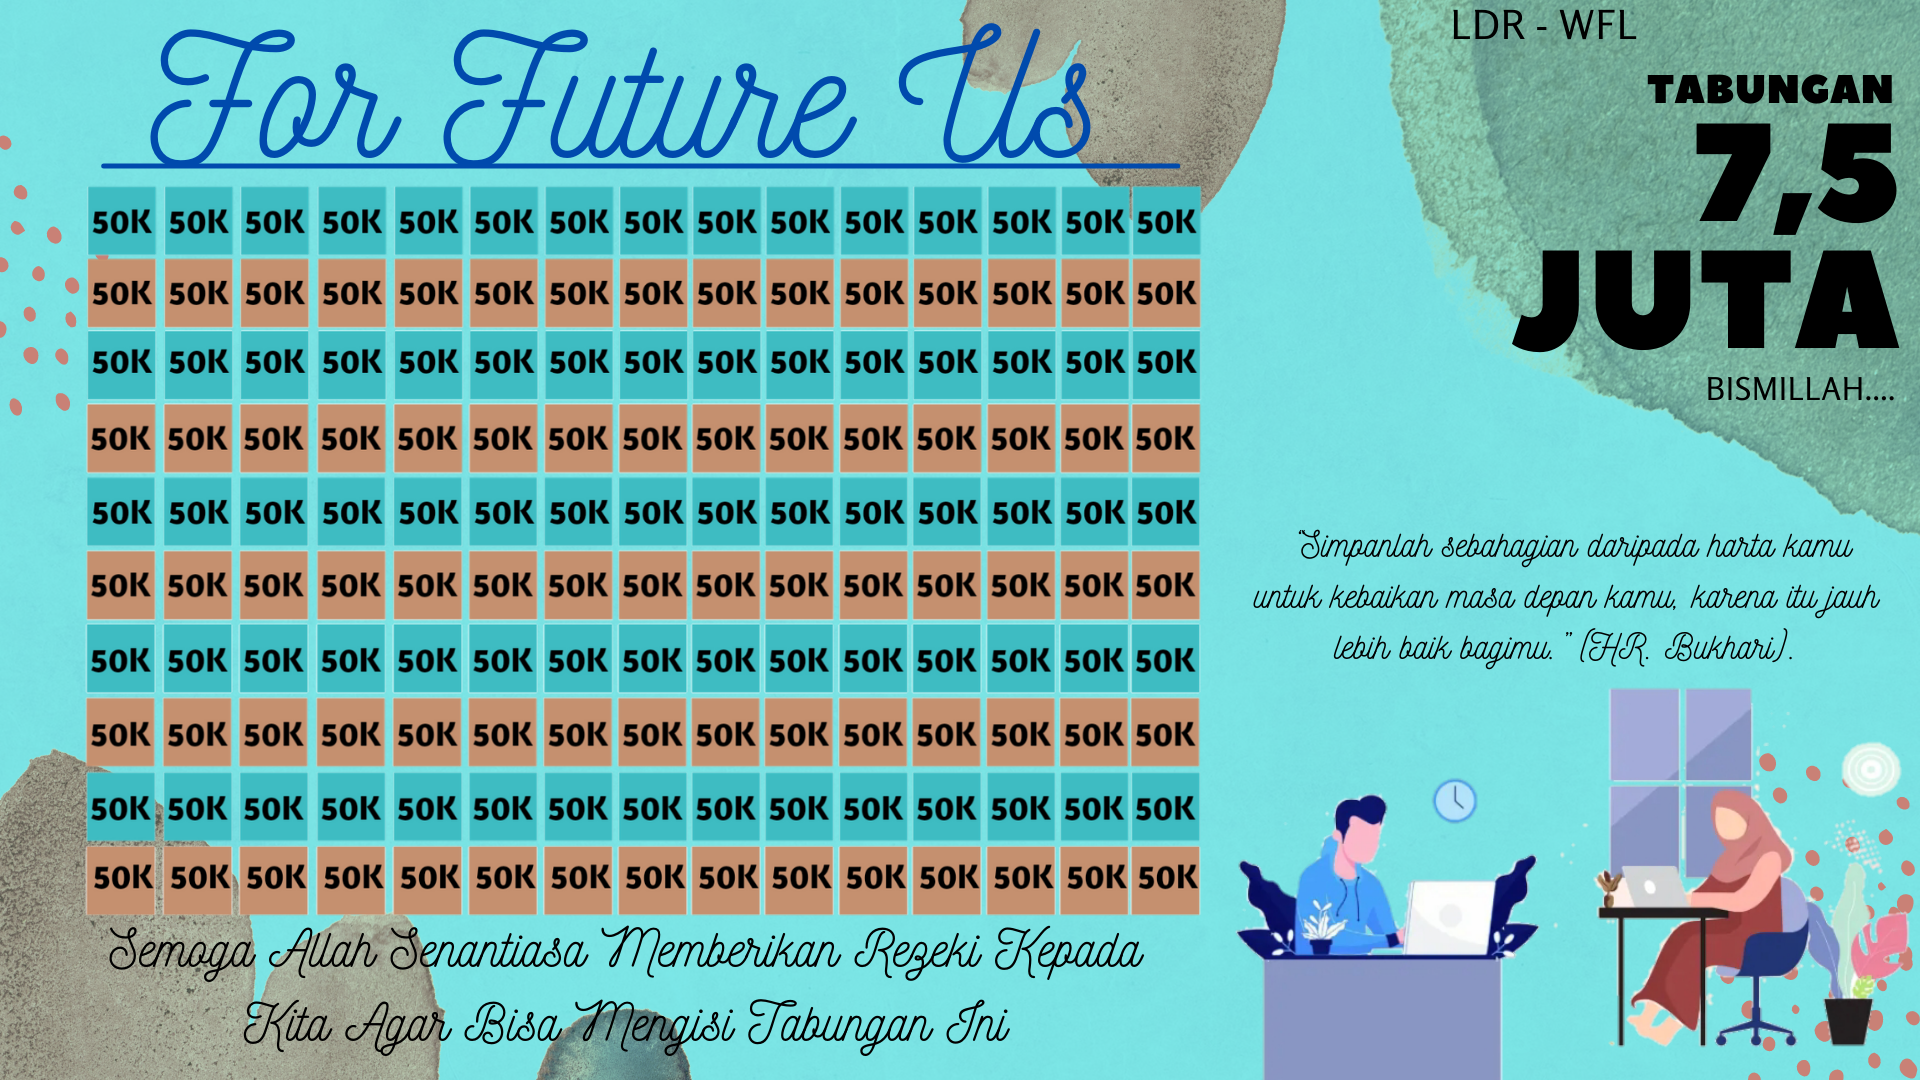 For Future Us
50K 50K 50K 50K 50K 50K 50K 50K 50K 50K 50K 50K 50K 50K 50K
50K 50K 50K 50K 50K 50K 50K 50K 50K 50K 50K 50K 50K 50K 50K
50K 50K 50K 50K 50K 50K 50K 50K 50K 50K 50K 50K 50K 50K 50K
50K 50K 50K 50K 50K 50K 50K 50K 50K 50K 50K 50K 50K 50K 50K
50K 50K 50K 50K 50K 50K 50K 50K 50K 50K 50K 50K 50K 50K 50K
50K 50K 50K 50K 50K 50K 50K 50K 50K 50K 50K 50K 50K 50K 50K
50K 50K 50K 50K 50K 50K 50K 50K 50K 50K 50K 50K 50K 50K 50K
50K 50K 50K 50K 50K 50K 50K 50K 50K 50K 50K 50K 50K 50K 50K
50K 50K 50K 50K 50K 50K 50K 50K 50K 50K 50K 50K 50K 50K 50K
50K 50K 50K 50K 50K 50K 50K 50K 50K 50K 50K 50K 50K 50K 50K
Semoga Allah Senantiasa Memberikan Rezeki Kepada
Kita Agar Bisa Mengisi Tabungan Ini
LDR - WFL
TABUNGAN
7,5
JUTA
BISMILLAH....
"Simpanlah sebahagian daripada harta kamu
untuk kebaikan masa depan kamu, karena itu jauh
lebih baik bagimu." (HR. Bukhari).